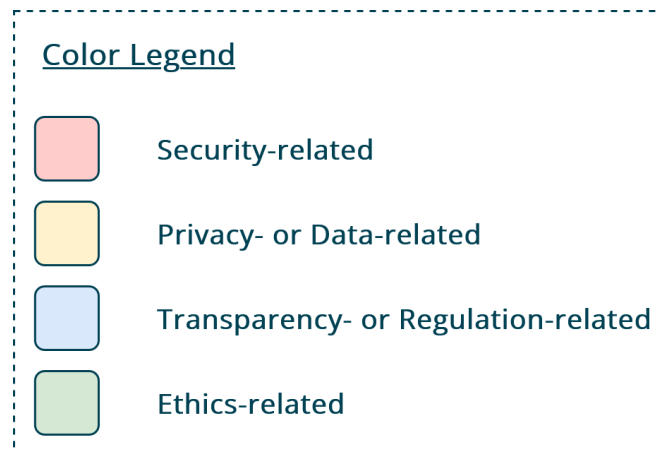 Color Legend
Security-related
Privacy- or Data-related
Transparency- or Regulation-related
Ethics-related